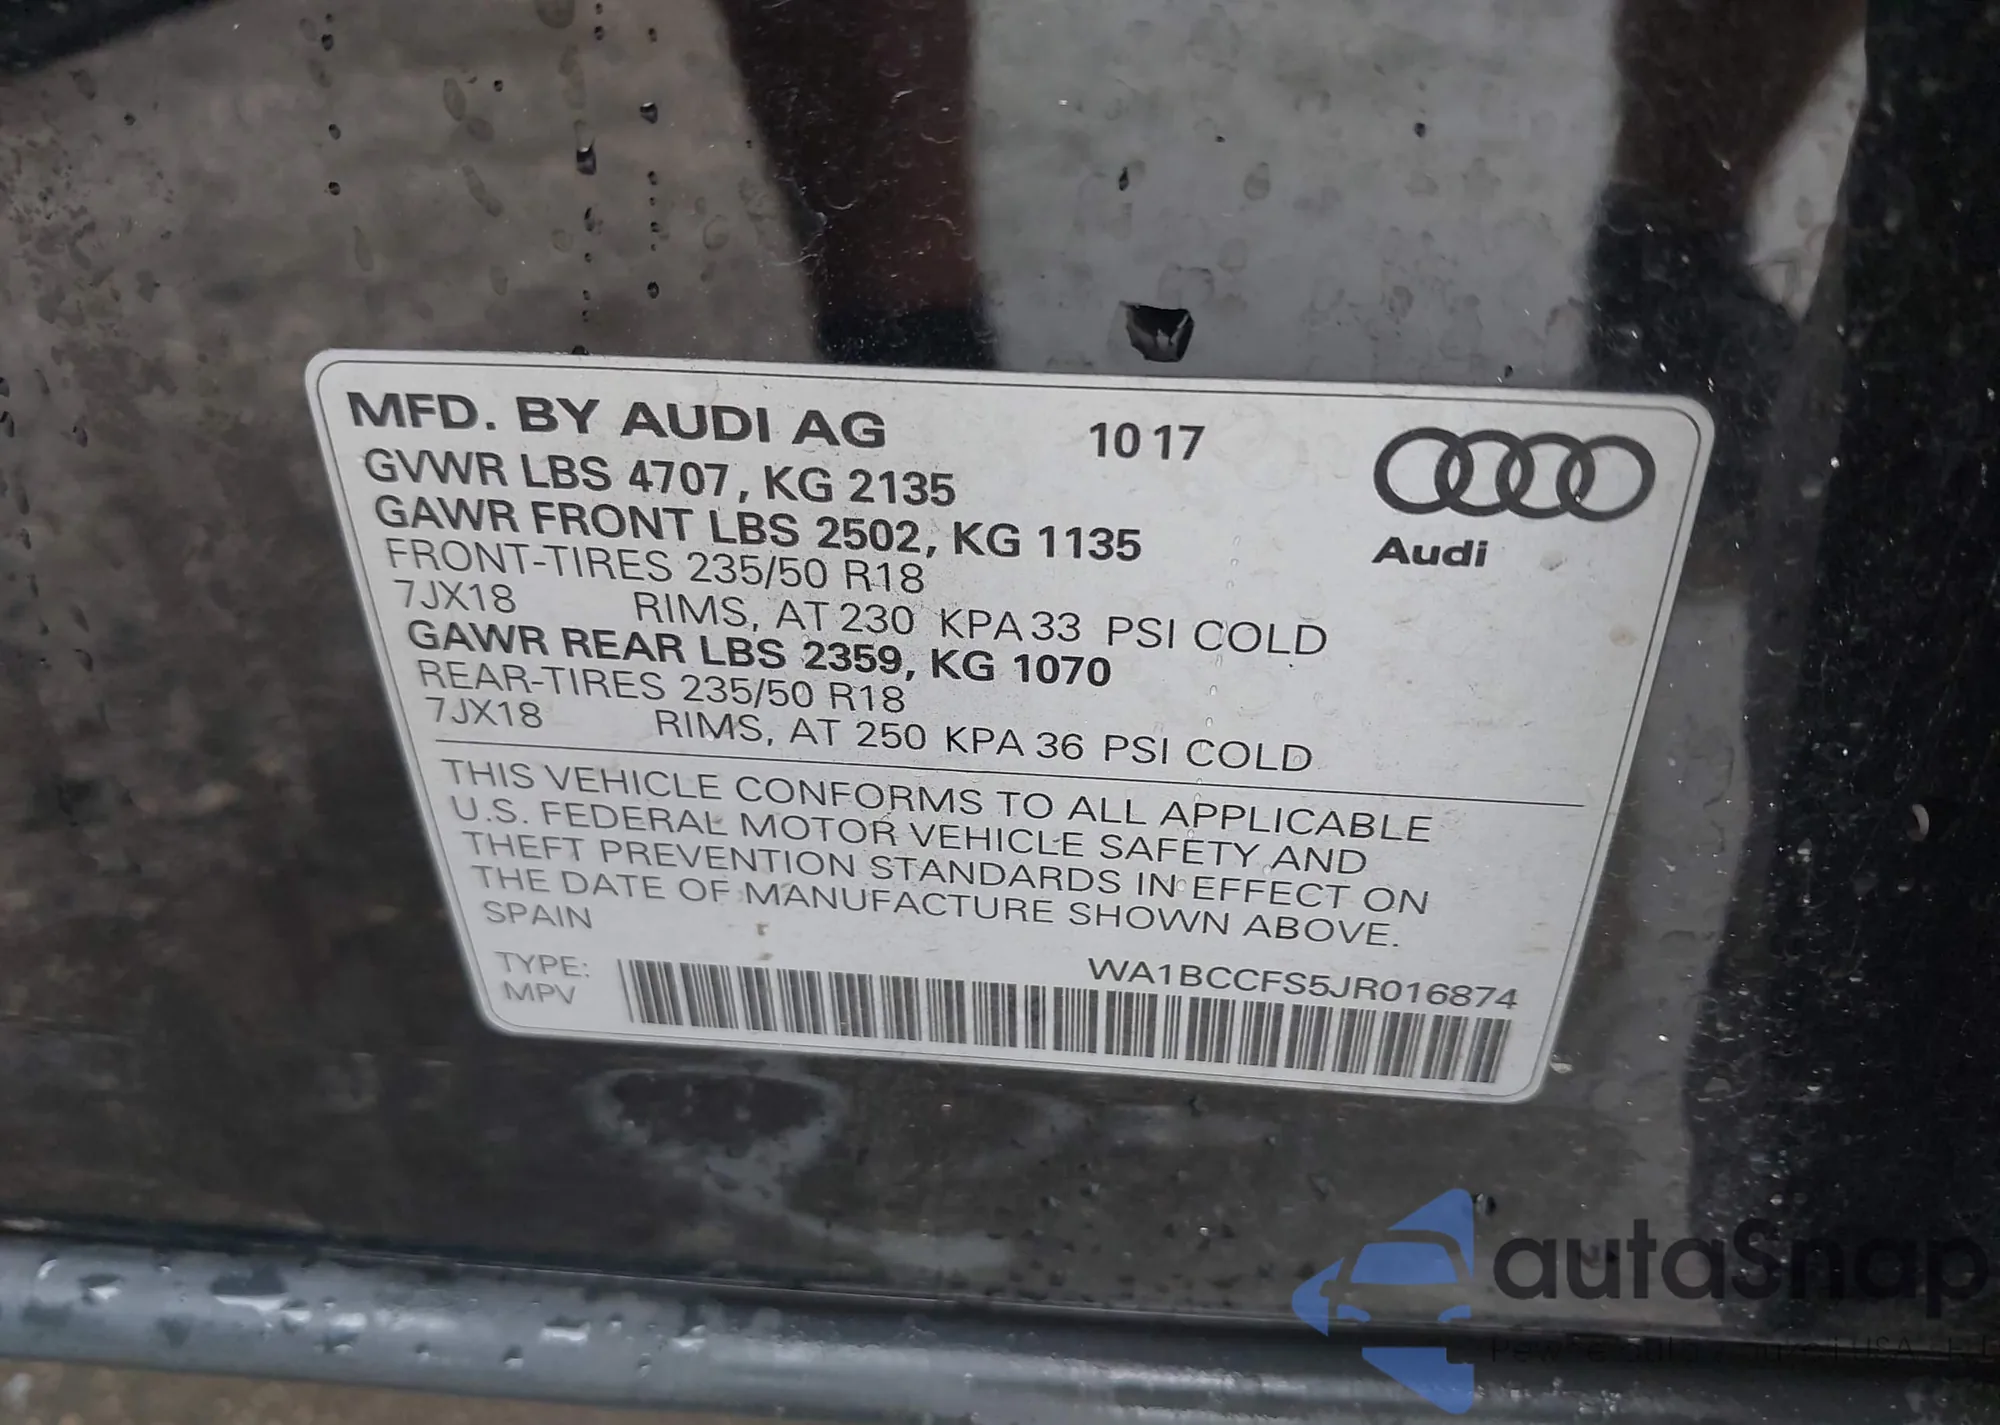 MFD. BY AUDI AG 10 17
GVWR LBS 4707, KG 2135
GAWR FRONT LBS 2502, KG 1135
Audi
FRONT-TIRES 235/50 R18
7JX18 RIMS, AT 230 KPA 33 PSI COLD
GAWR REAR LBS 2359, KG 1070
REAR-TIRES 235/50 R18
7JX18 RIMS, AT 250 KPA 36 PSI COLD
THIS VEHICLE CONFORMS TO ALL APPLICABLE
U.S. FEDERAL MOTOR VEHICLE SAFETY AND
THEFT PREVENTION STANDARDS IN EFFECT ON
THE DATE OF MANUFACTURE SHOWN ABOVE.
SPAIN
TYPE: WA1BCCFS5JR016874
MPV
autaSnap